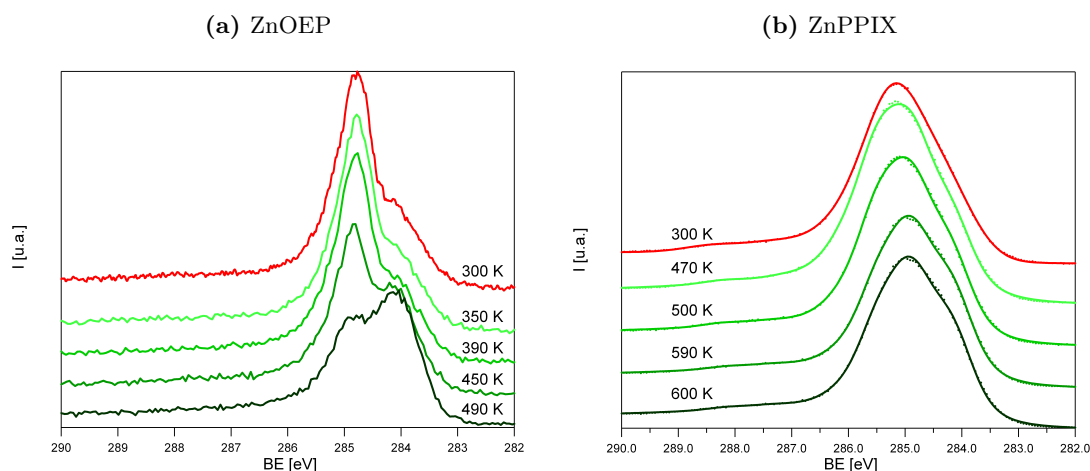 (a) ZnOEP
I [u.a.]
300 K
350 K
390 K
450 K
490 K
290 289 288 287 286 285 284 283 282
BE [eV]
(b) ZnPPIX
I [u.a.]
300 K
470 K
500 K
590 K
600 K
290.0 289.0 288.0 287.0 286.0 285.0 284.0 283.0 282.0
BE [eV]